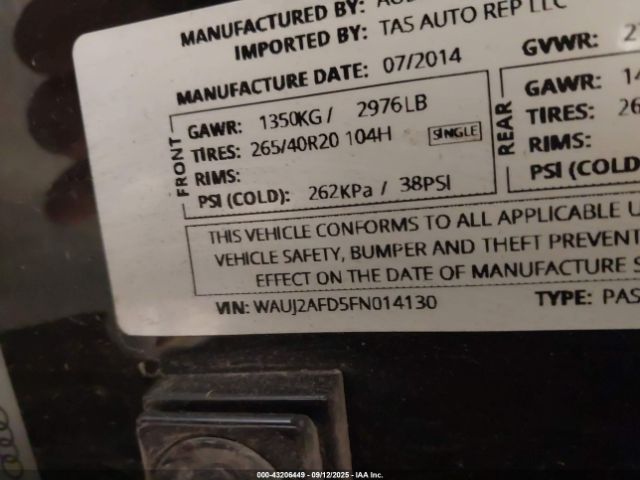 MANUFACTURED BY:
IMPORTED BY: TAS AUTO REP LLC
MANUFACTURE DATE: 07/2014 GVWR:
FRONT
GAWR: 1350KG / 2976LB
TIRES: 265/40R20 104H SINGLE
RIMS:
PSI (COLD): 262KPa / 38PSI
REAR
GAWR: 14
TIRES: 26
RIMS:
PSI (COLD)
THIS VEHICLE CONFORMS TO ALL APPLICABLE U
VEHICLE SAFETY, BUMPER AND THEFT PREVENT
EFFECT ON THE DATE OF MANUFACTURE S
VIN: WAUJ2AFD5FN014130 TYPE: PAS
000-43206449 - 09/12/2025 - IAA Inc.